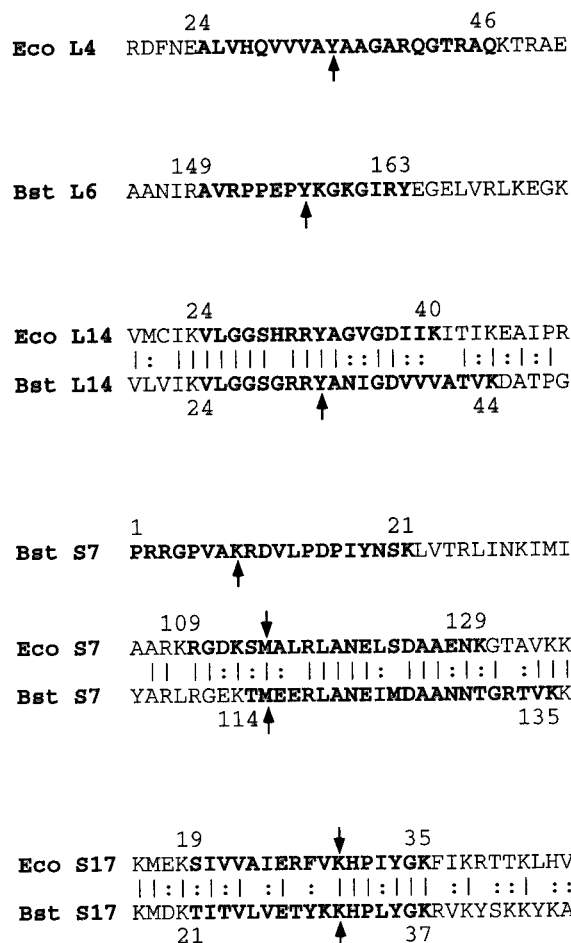 24 46
Eco L4 RDFNEALVHQVVVAYAAGARQGTRAQKTRAE
149 163
Bst L6 AANIRAVRPPEPYKGKGIRYEGELVRLKEGK
24 40
Eco L14 VMCIKVLGGSHRRYAGVGDIIKITIKEAIPR
Bst L14 VLVIKVLGGSGRRYANIGDVVVATVKDATPG
24 44
1 21
Bst S7 PRRGPVAKRDVLPDPIYNSKLVTRLINKIMI
109 129
Eco S7 AARKRGDKSMALRLANELSDAAENKGTAVKK
Bst S7 YARLRGEKTMEERLANEIMDAANNTGRTVKK
114 135
19 35
Eco S17 KMEKSIVVAIERFVKHPIYGKFIKRTTKLHV
Bst S17 KMDKTITVLVETYKKHPLYGKRVKYSKKYKA
21 37